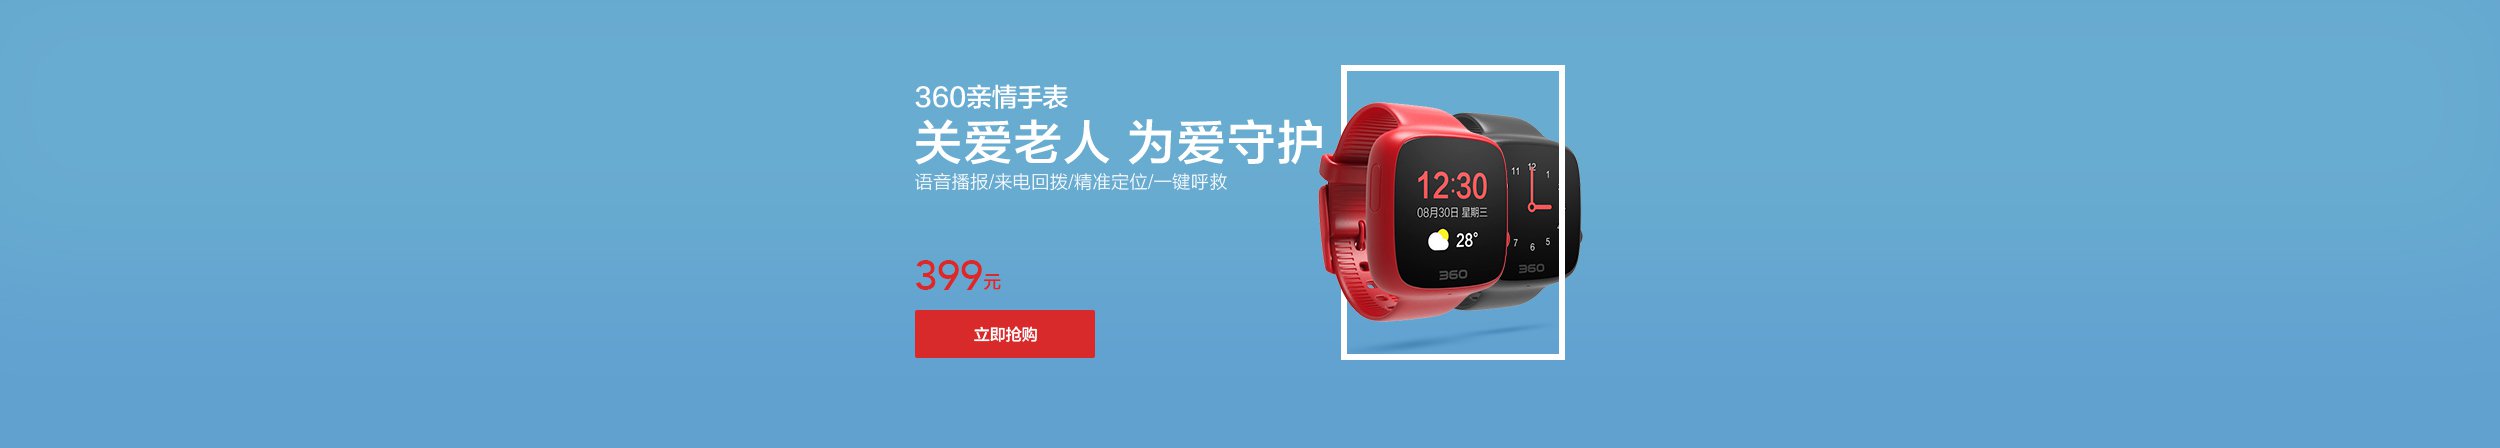 360亲情手表
关爱老人 为爱守护
语音播报/来电回拨/精准定位/一键呼救
399元
立即抢购
12:30
08月30日 星期三
28°
360
11 12 1
7 6 5
360